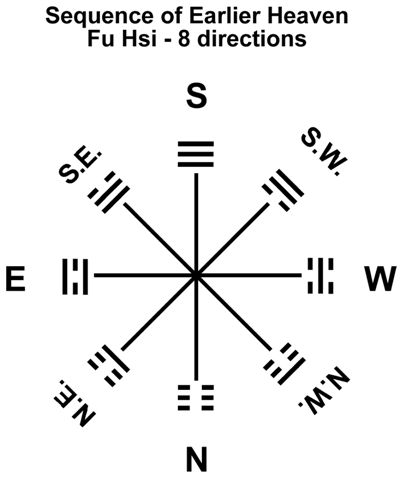 Sequence of Earlier Heaven
Fu Hsi - 8 directions
S
S.E.
S.W.
E
W
N.E.
N.W.
N